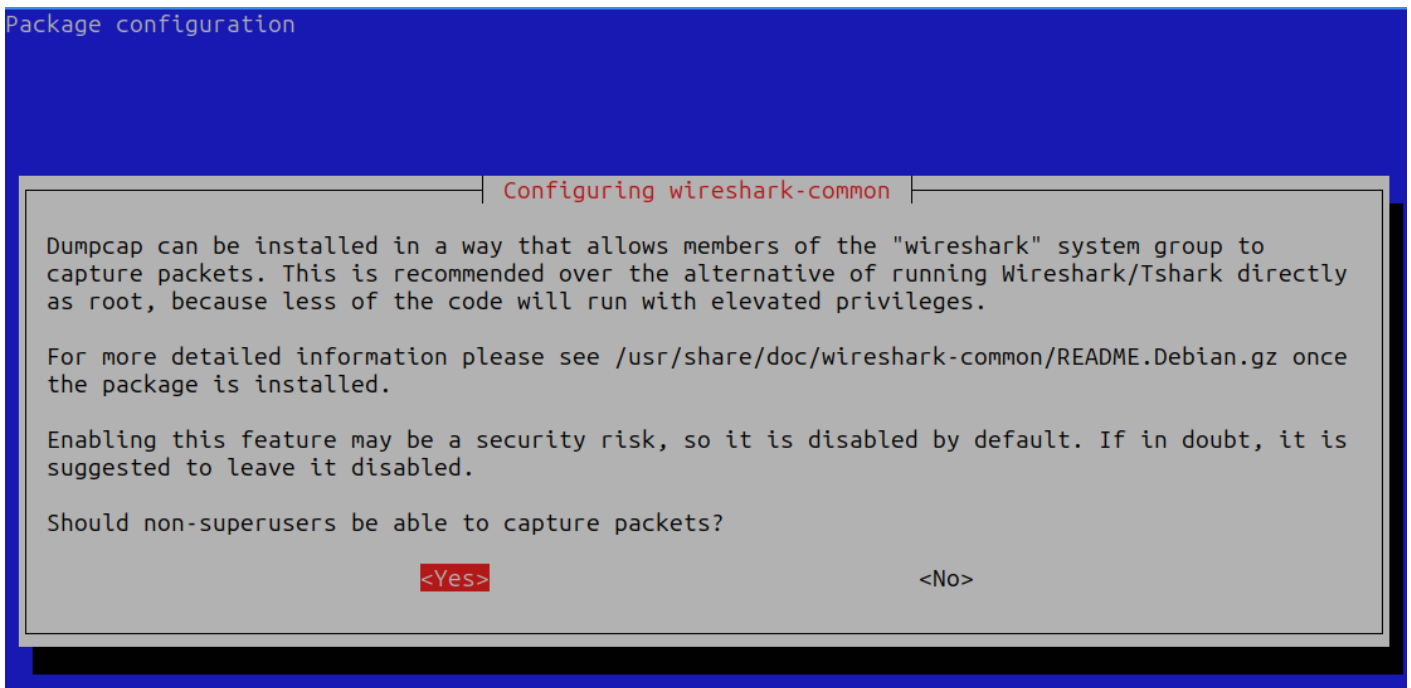 Package configuration
Configuring wireshark-common
Dumpcap can be installed in a way that allows members of the "wireshark" system group to
capture packets. This is recommended over the alternative of running Wireshark/Tshark directly
as root, because less of the code will run with elevated privileges.
For more detailed information please see /usr/share/doc/wireshark-common/README.Debian.gz once
the package is installed.
Enabling this feature may be a security risk, so it is disabled by default. If in doubt, it is
suggested to leave it disabled.
Should non-superusers be able to capture packets?
<Yes> <No>